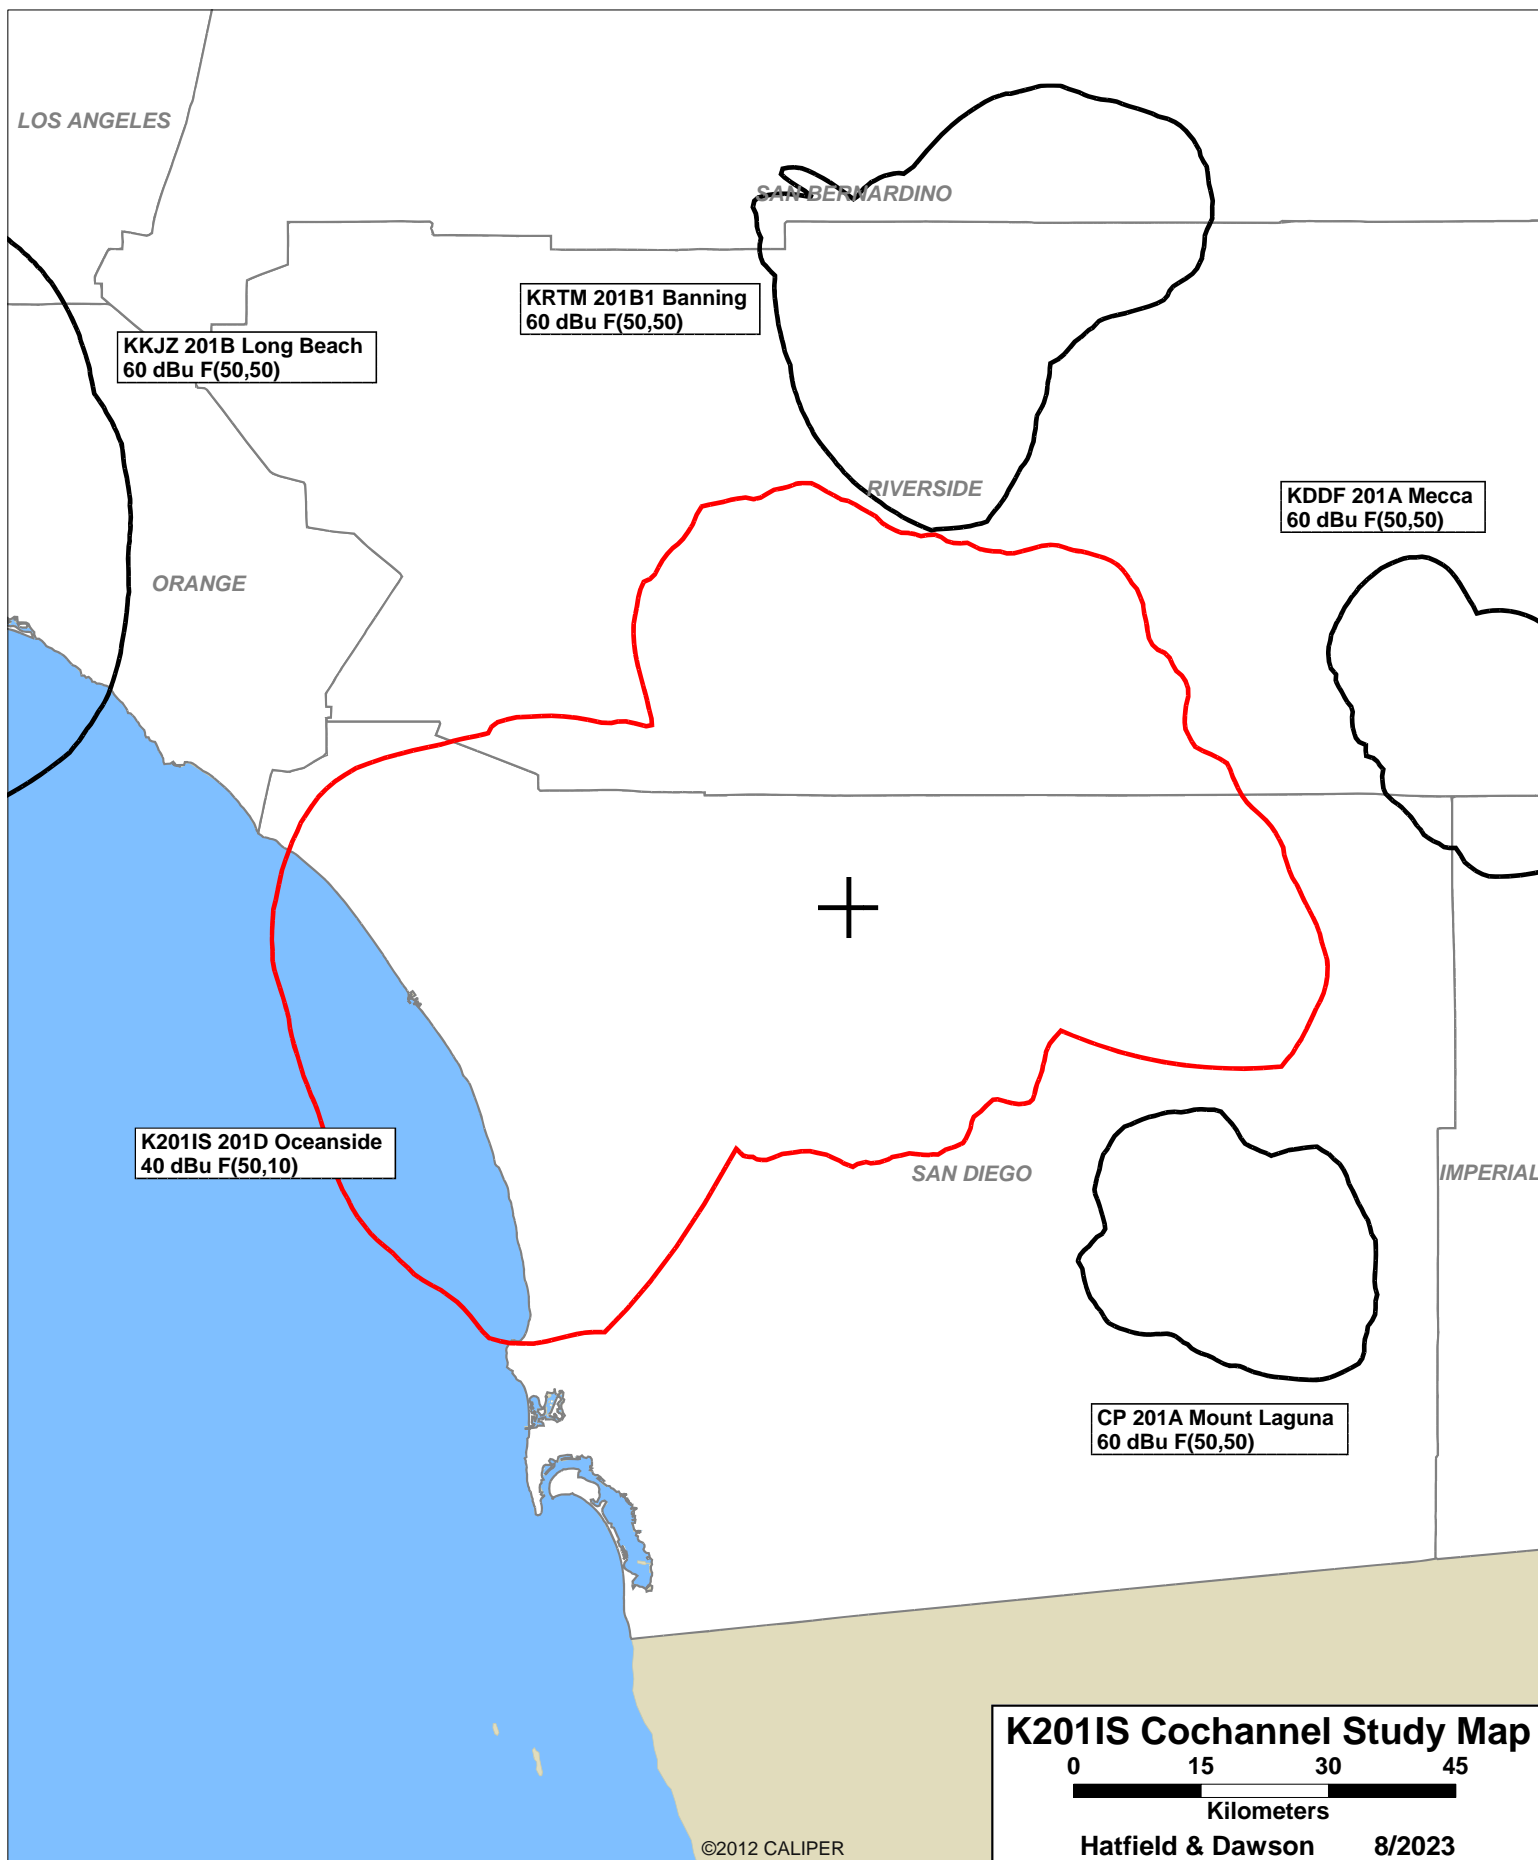 LOS ANGELES
SAN BERNARDINO
KRTM 201B1 Banning
60 dBu F(50,50)
KKJZ 201B Long Beach
60 dBu F(50,50)
RIVERSIDE
KDDF 201A Mecca
60 dBu F(50,50)
ORANGE
K201IS 201D Oceanside
40 dBu F(50,10)
SAN DIEGO
IMPERIAL
CP 201A Mount Laguna
60 dBu F(50,50)
K201IS Cochannel Study Map
0 15 30 45
Kilometers
Hatfield & Dawson 8/2023
©2012 CALIPER